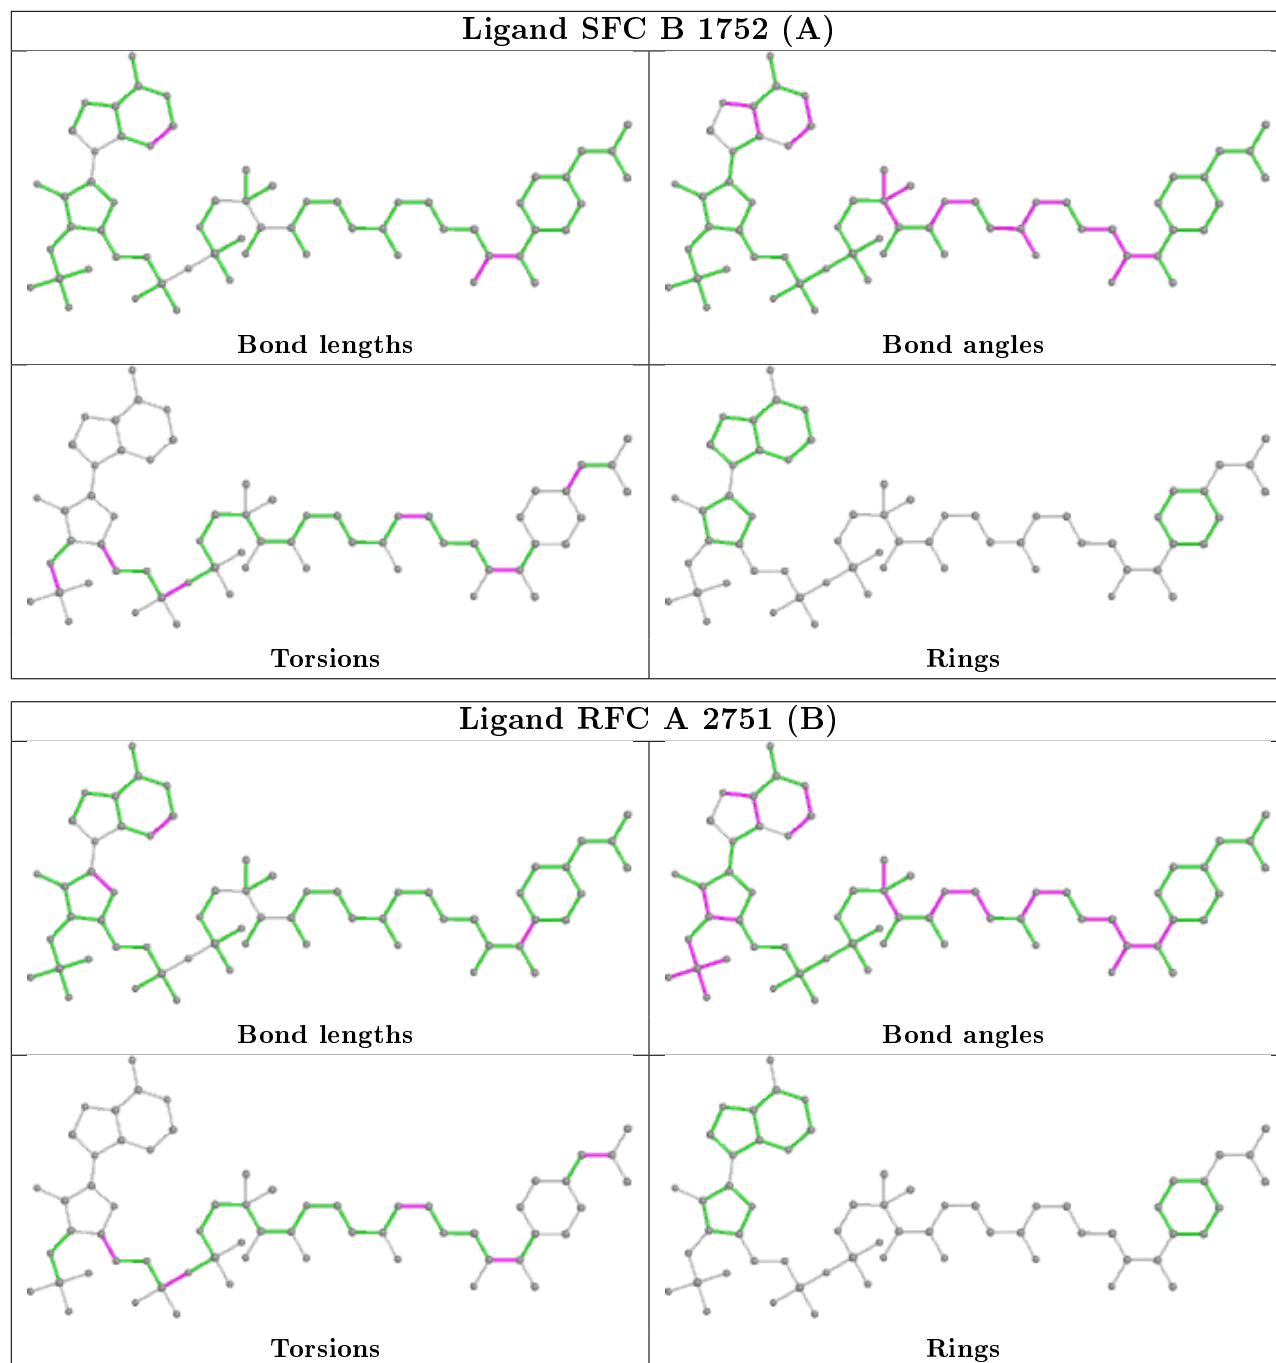 Ligand SFC B 1752 (A)
Bond lengths
Bond angles
Torsions
Rings
Ligand RFC A 2751 (B)
Bond lengths
Bond angles
Torsions
Rings